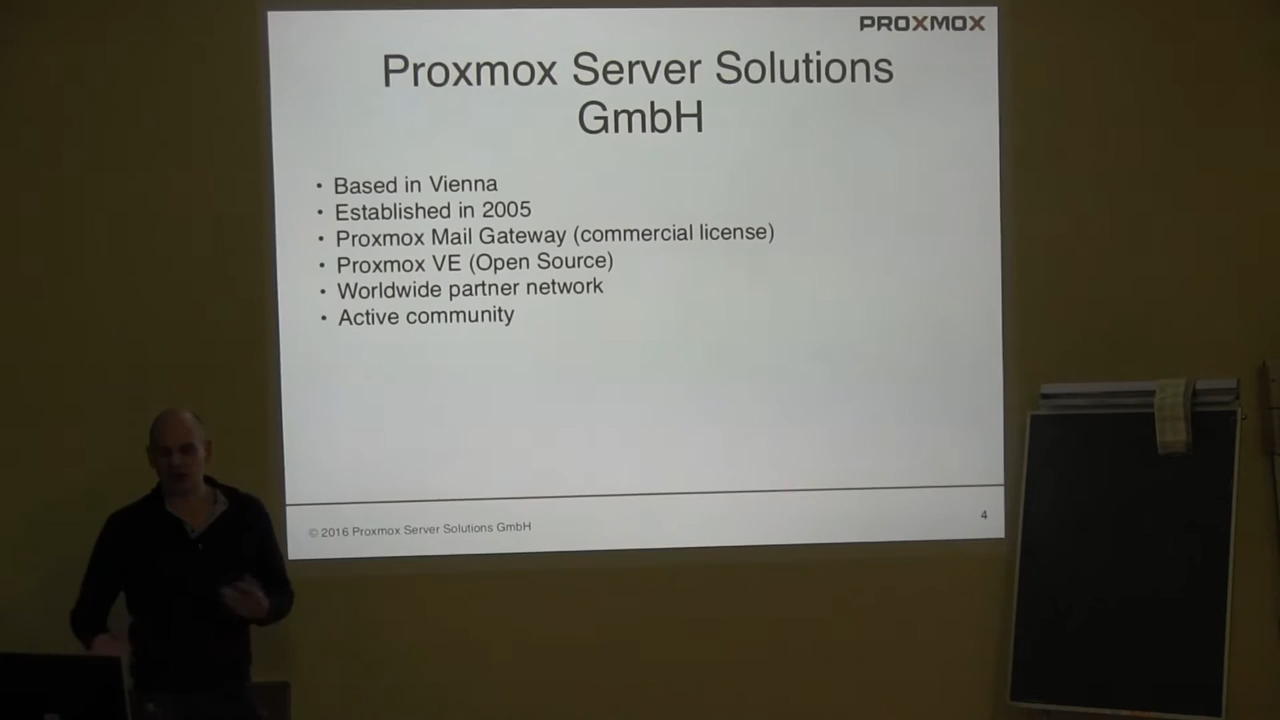 PROXMOX
Proxmox Server Solutions
GmbH
• Based in Vienna
• Established in 2005
• Proxmox Mail Gateway (commercial license)
• Proxmox VE (Open Source)
• Worldwide partner network
• Active community
© 2016 Proxmox Server Solutions GmbH
4